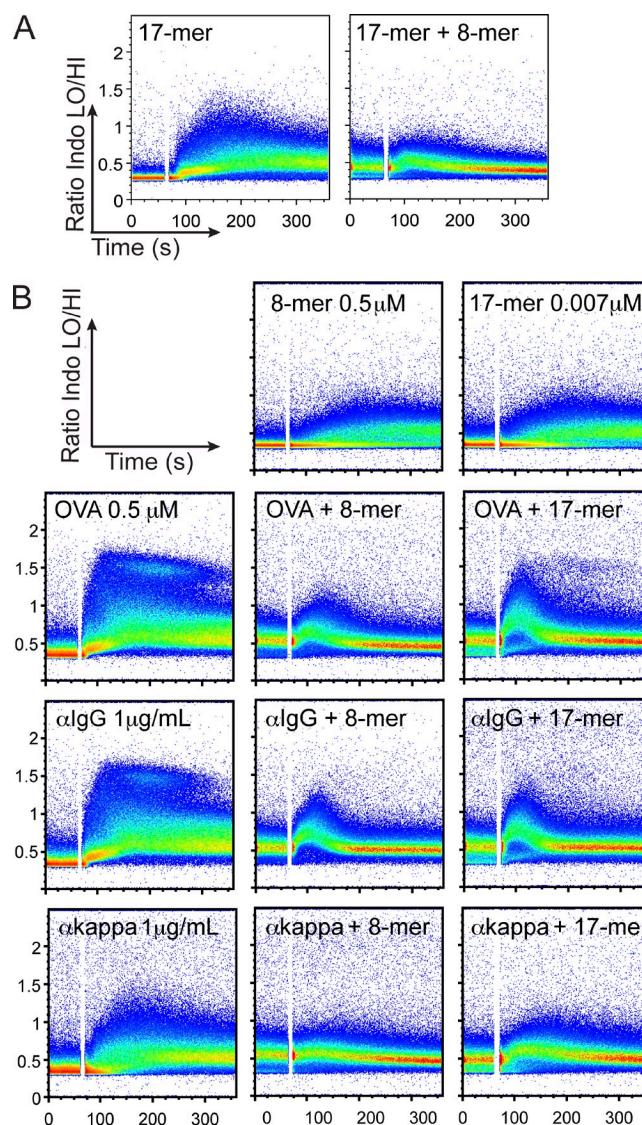 A
17-mer
17-mer + 8-mer
Ratio Indo LO/HI
2
1.5
1
0.5
0
0 100 200 300
0 100 200 300
Time (s)
B
Ratio Indo LO/HI
Time (s)
8-mer 0.5μM
17-mer 0.007μM
OVA 0.5 μM
OVA + 8-mer
OVA + 17-mer
2
1.5
1
0.5
0
αIgG 1μg/mL
αIgG + 8-mer
αIgG + 17-mer
2
1.5
1
0.5
0
αkappa 1μg/mL
αkappa + 8-mer
αkappa + 17-me
2
1.5
1
0.5
0
0 100 200 300
0 100 200 300
0 100 200 300